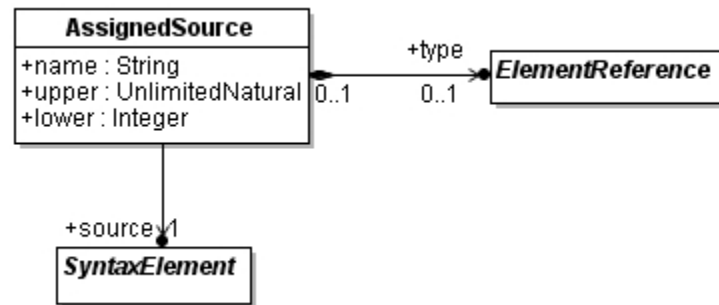 AssignedSource
+name : String
+upper : UnlimitedNatural
+lower : Integer
+type
0..1
0..1
ElementReference
+source
1
SyntaxElement